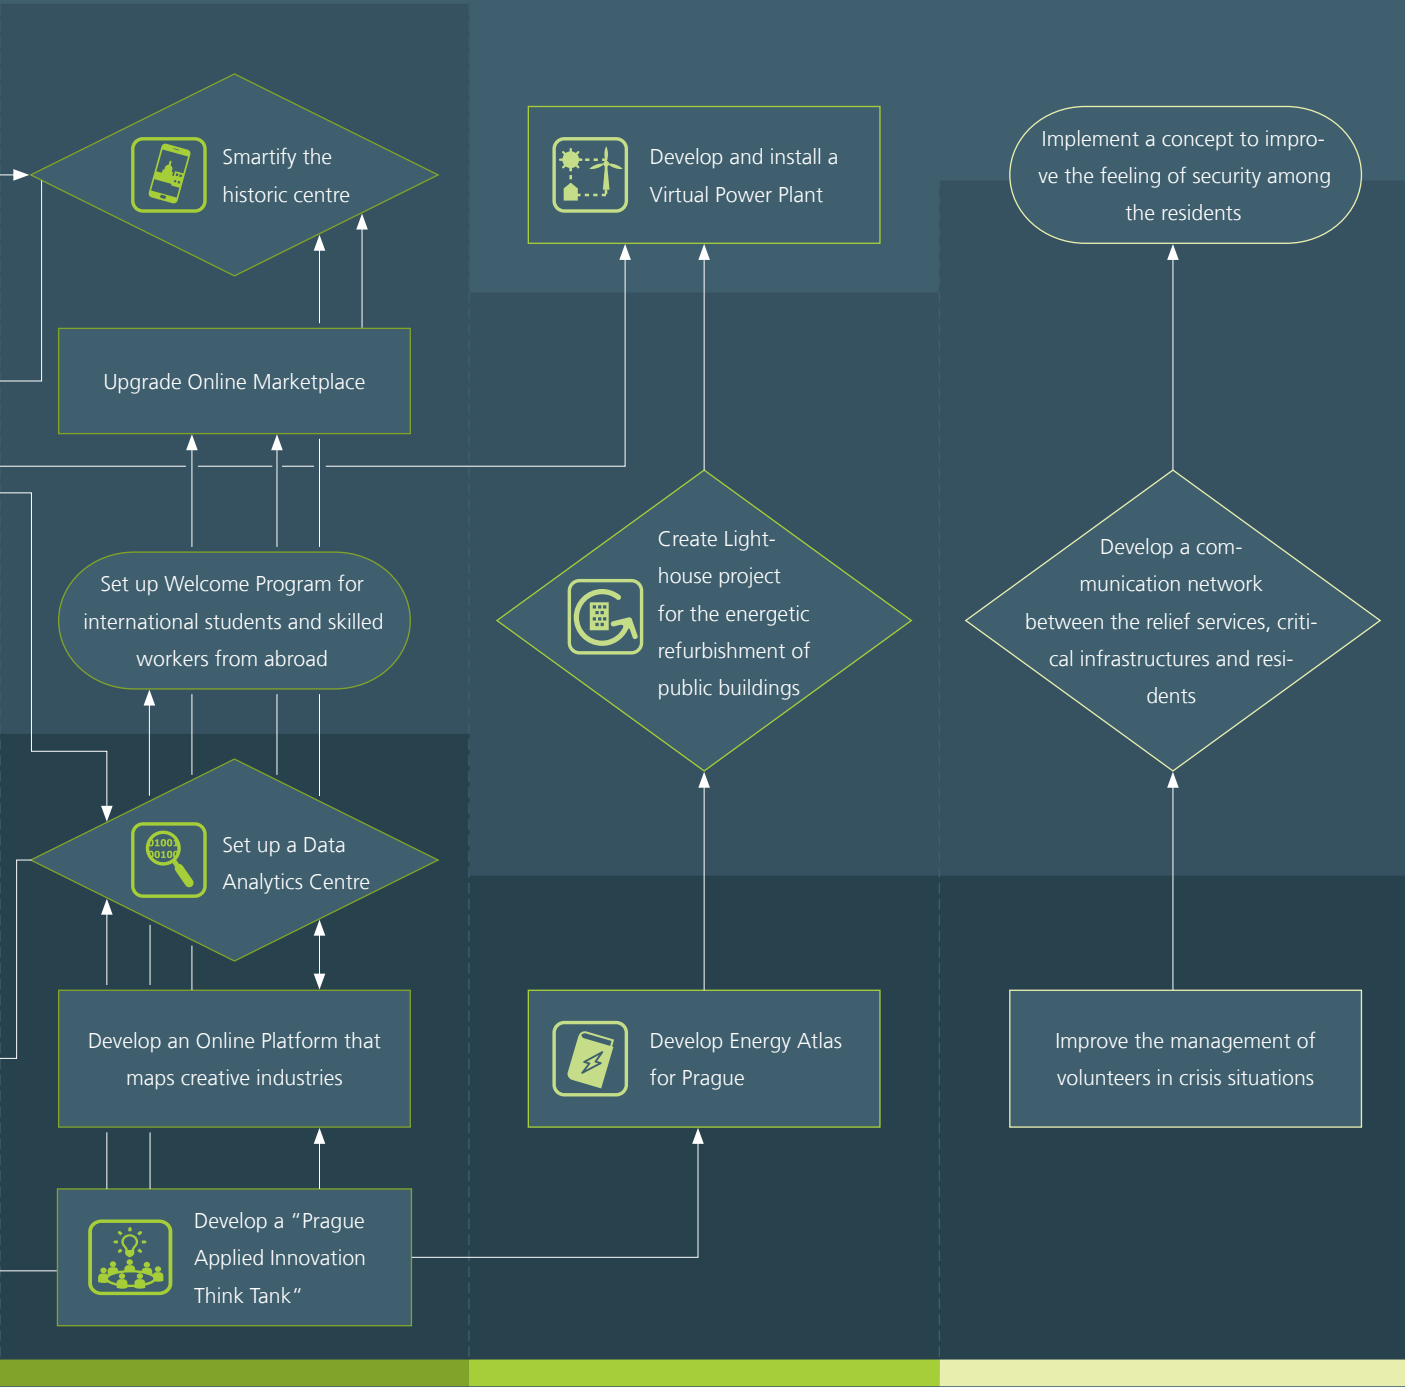 Smartify the
historic centre
Upgrade Online Marketplace
Set up Welcome Program for
international students and skilled
workers from abroad
01001
00100
Set up a Data
Analytics Centre
Develop an Online Platform that
maps creative industries
Develop a “Prague
Applied Innovation
Think Tank“
Develop and install a
Virtual Power Plant
Create Light-
house project
for the energetic
refurbishment of
public buildings
Develop Energy Atlas
for Prague
Implement a concept to impro-
ve the feeling of security among
the residents
Develop a com-
munication network
between the relief services, criti-
cal infrastructures and resi-
dents
Improve the management of
volunteers in crisis situations